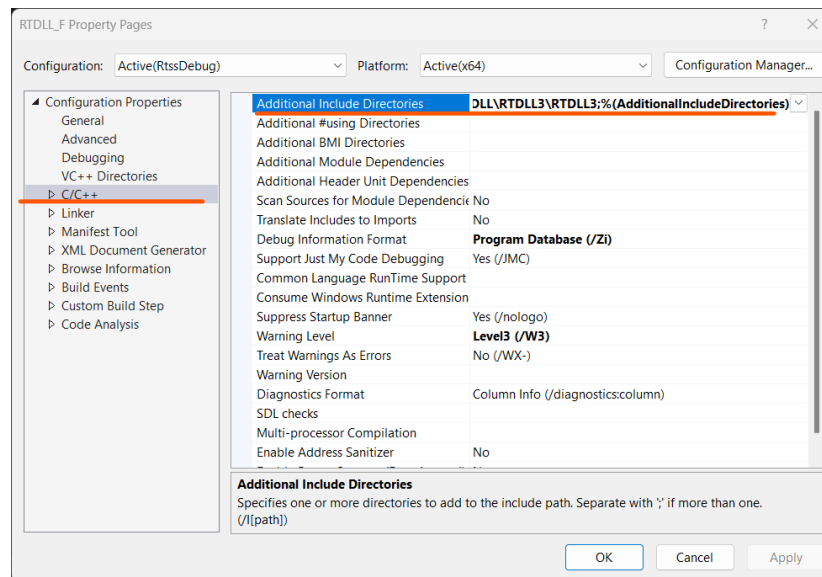 RTDLL_F Property Pages ? ×
Configuration: Active(RtssDebug) Platform: Active(x64) Configuration Manager...
Configuration Properties
General
Advanced
Debugging
VC++ Directories
C/C++
Linker
Manifest Tool
XML Document Generator
Browse Information
Build Events
Custom Build Step
Code Analysis
Additional Include Directories DLL\RTDLL3\RTDLL3;%(AdditionalIncludeDirectories)
Additional #using Directories
Additional BMI Directories
Additional Module Dependencies
Additional Header Unit Dependencies
Scan Sources for Module Dependencie No
Translate Includes to Imports No
Debug Information Format Program Database (/Zi)
Support Just My Code Debugging Yes (/JMC)
Common Language RunTime Support
Consume Windows Runtime Extension
Suppress Startup Banner Yes (/nologo)
Warning Level Level3 (/W3)
Treat Warnings As Errors No (/WX-)
Warning Version
Diagnostics Format Column Info (/diagnostics:column)
SDL checks
Multi-processor Compilation
Enable Address Sanitizer No
Additional Include Directories
Specifies one or more directories to add to the include path. Separate with ';' if more than one.
(/I[path])
OK Cancel Apply